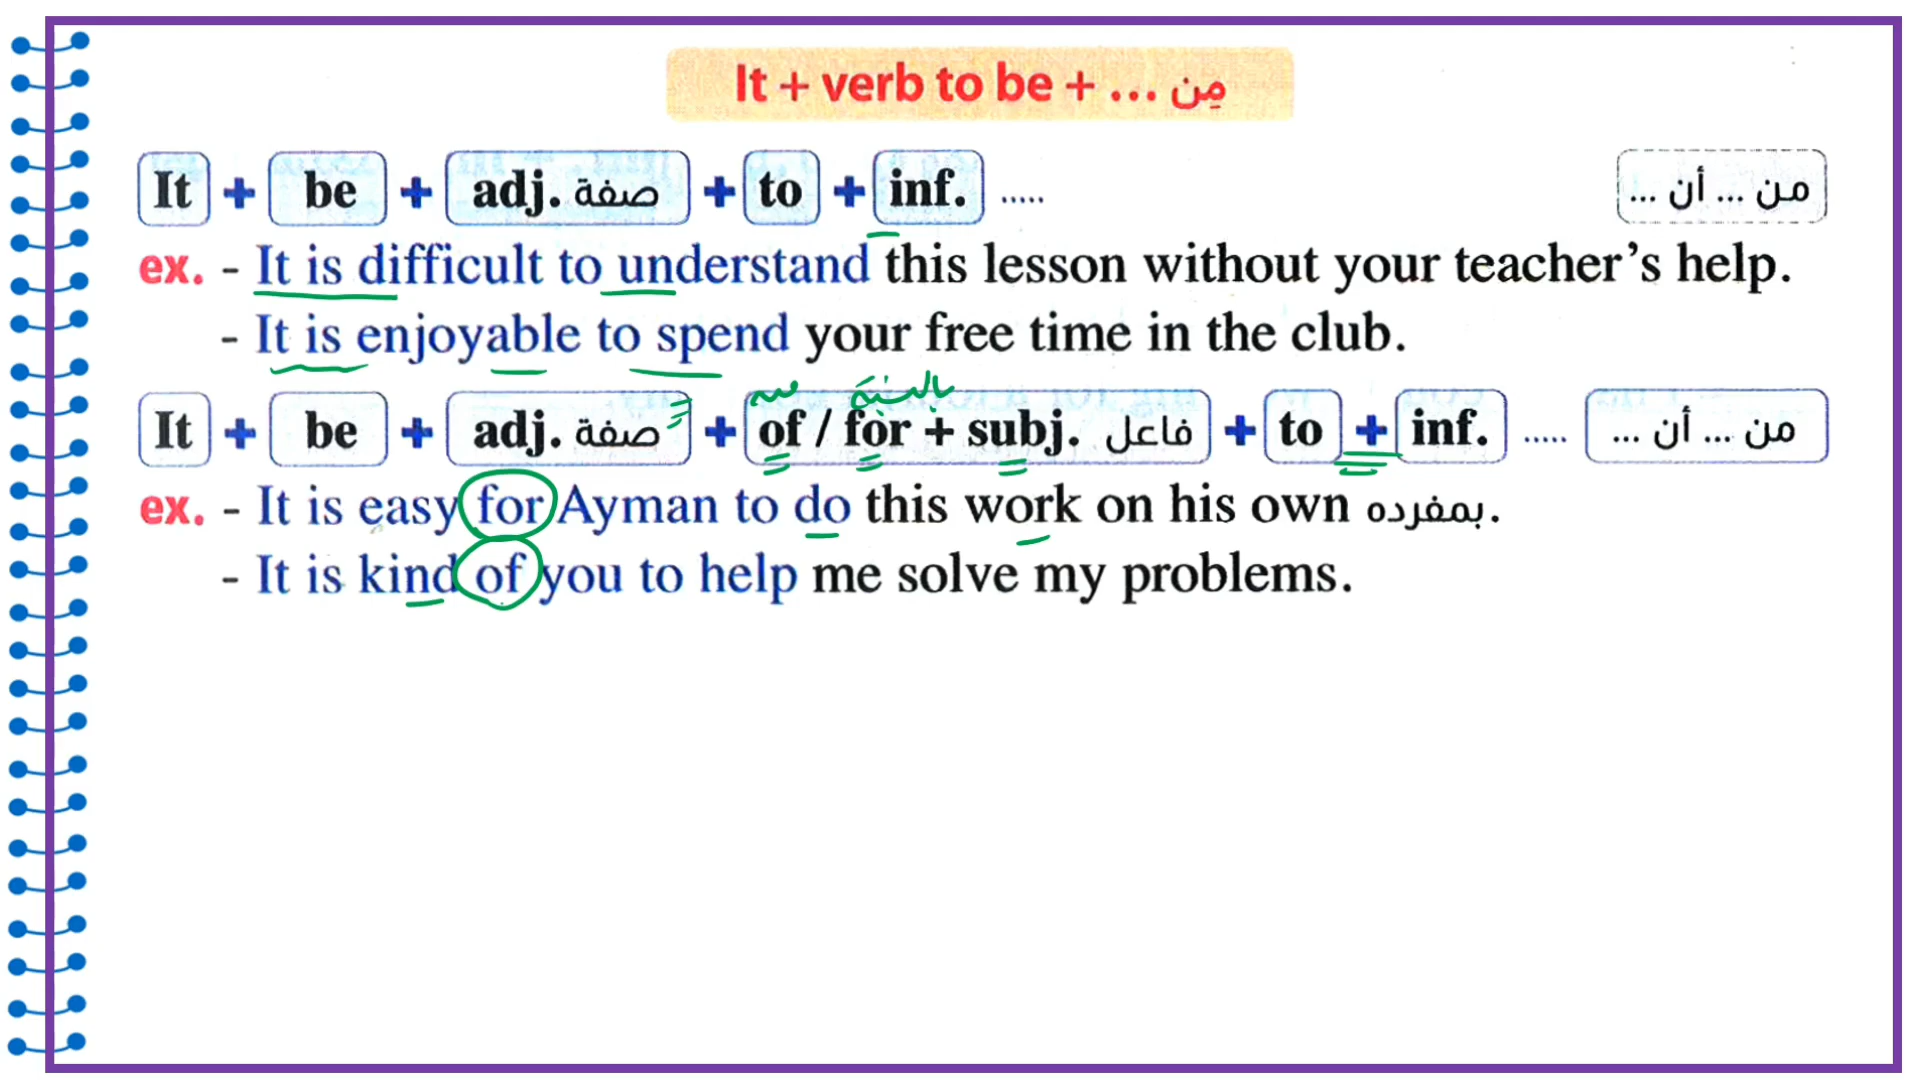 It + verb to be + ... مِن
It + be + adj. صفة + to + inf. ..... من ... أن ...
ex. - It is difficult to understand this lesson without your teacher's help.
- It is enjoyable to spend your free time in the club.
من بالنسبة
It + be + adj. صفة + of / for + subj. فاعل + to + inf. ..... من ... أن ...
ex. - It is easy for Ayman to do this work on his own بمفرده.
- It is kind of you to help me solve my problems.